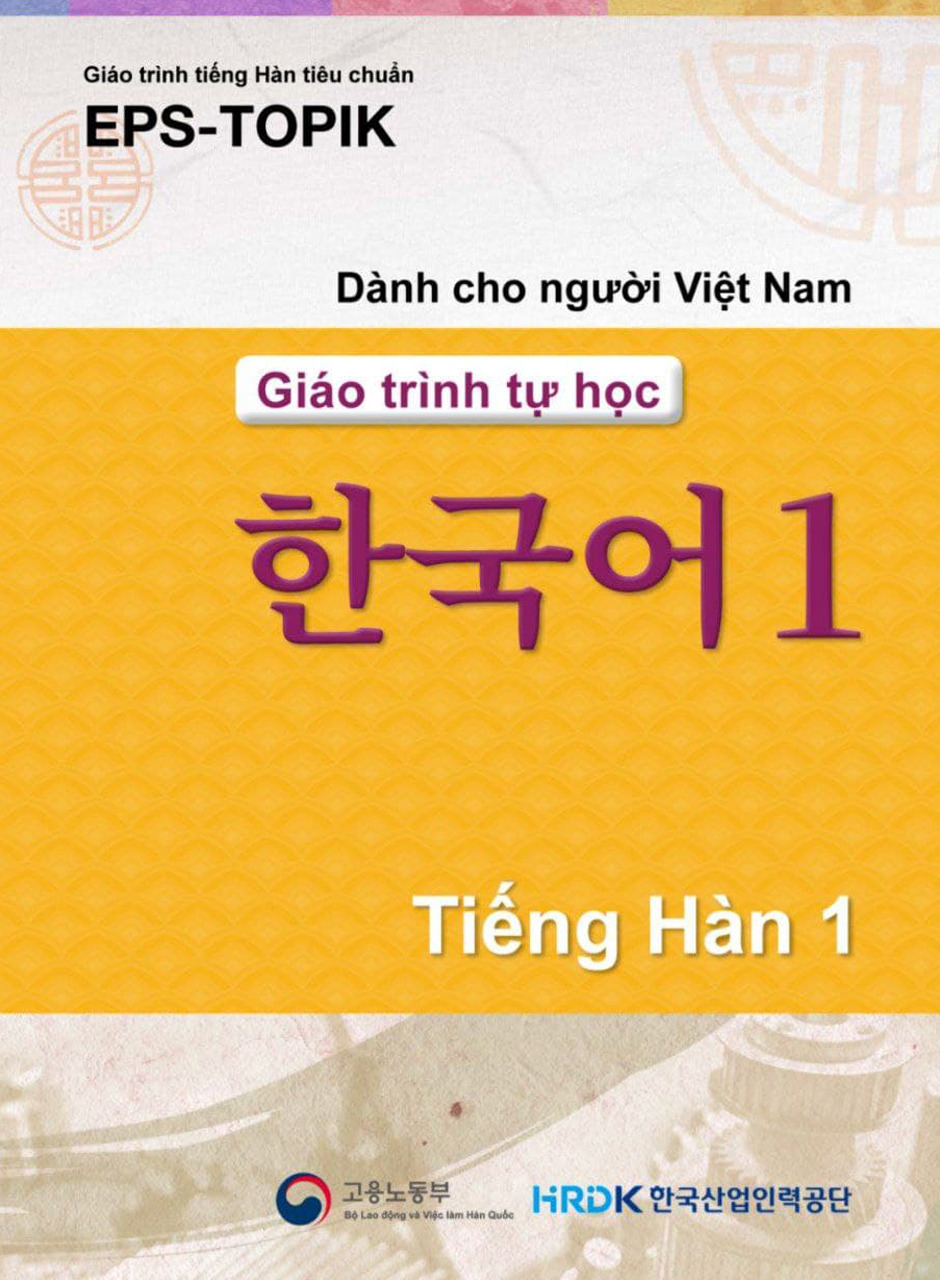 Giáo trình tiếng Hàn tiêu chuẩn
EPS-TOPIK
Dành cho người Việt Nam
Giáo trình tự học
한국어 1
Tiếng Hàn 1
고용노동부
Bộ Lao động và Việc làm Hàn Quốc
HRDK 한국산업인력공단